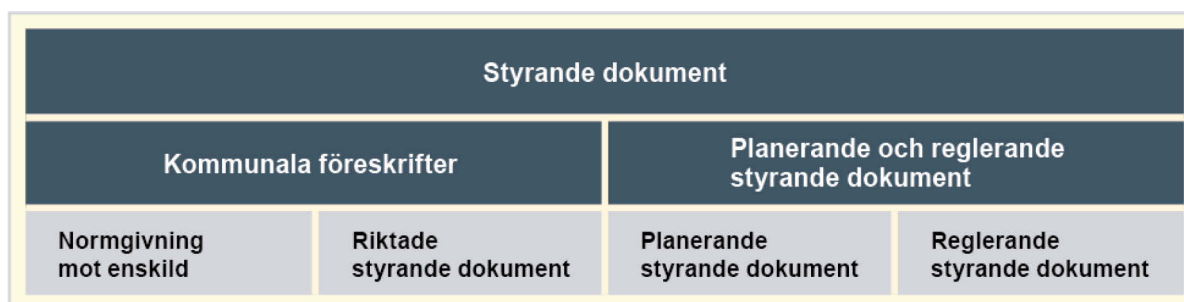 Styrande dokument
Kommunala föreskrifter
Planerande och reglerande
styrande dokument
Normgivning
mot enskild
Riktade
styrande dokument
Planerande
styrande dokument
Reglerande
styrande dokument